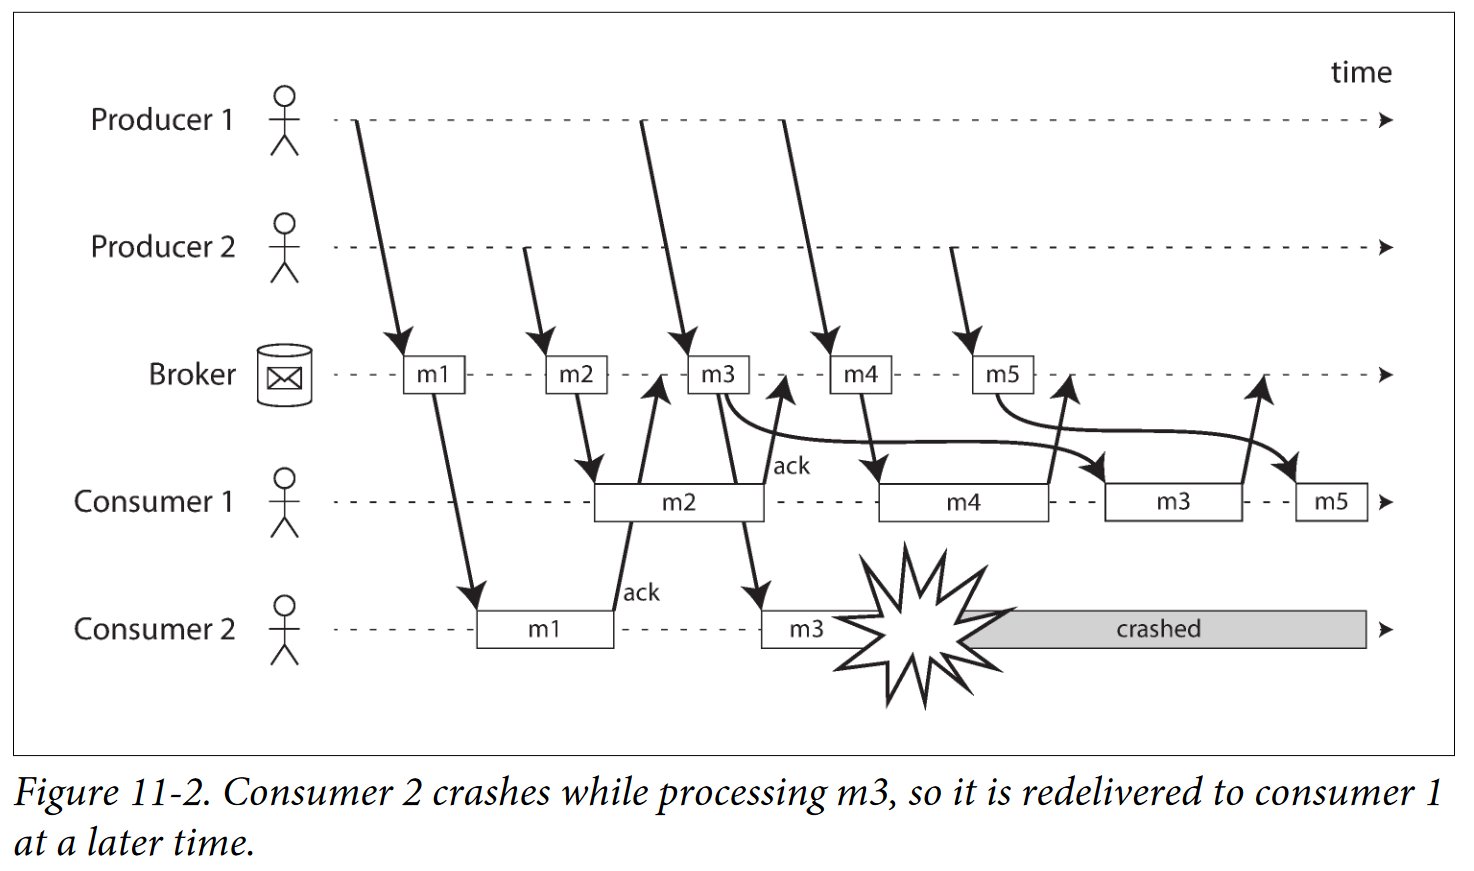 time
Producer 1
Producer 2
Broker
m1
m2
m3
m4
m5
ack
Consumer 1
m2
m4
m3
m5
ack
Consumer 2
m1
m3
crashed
Figure 11-2. Consumer 2 crashes while processing m3, so it is redelivered to consumer 1
at a later time.